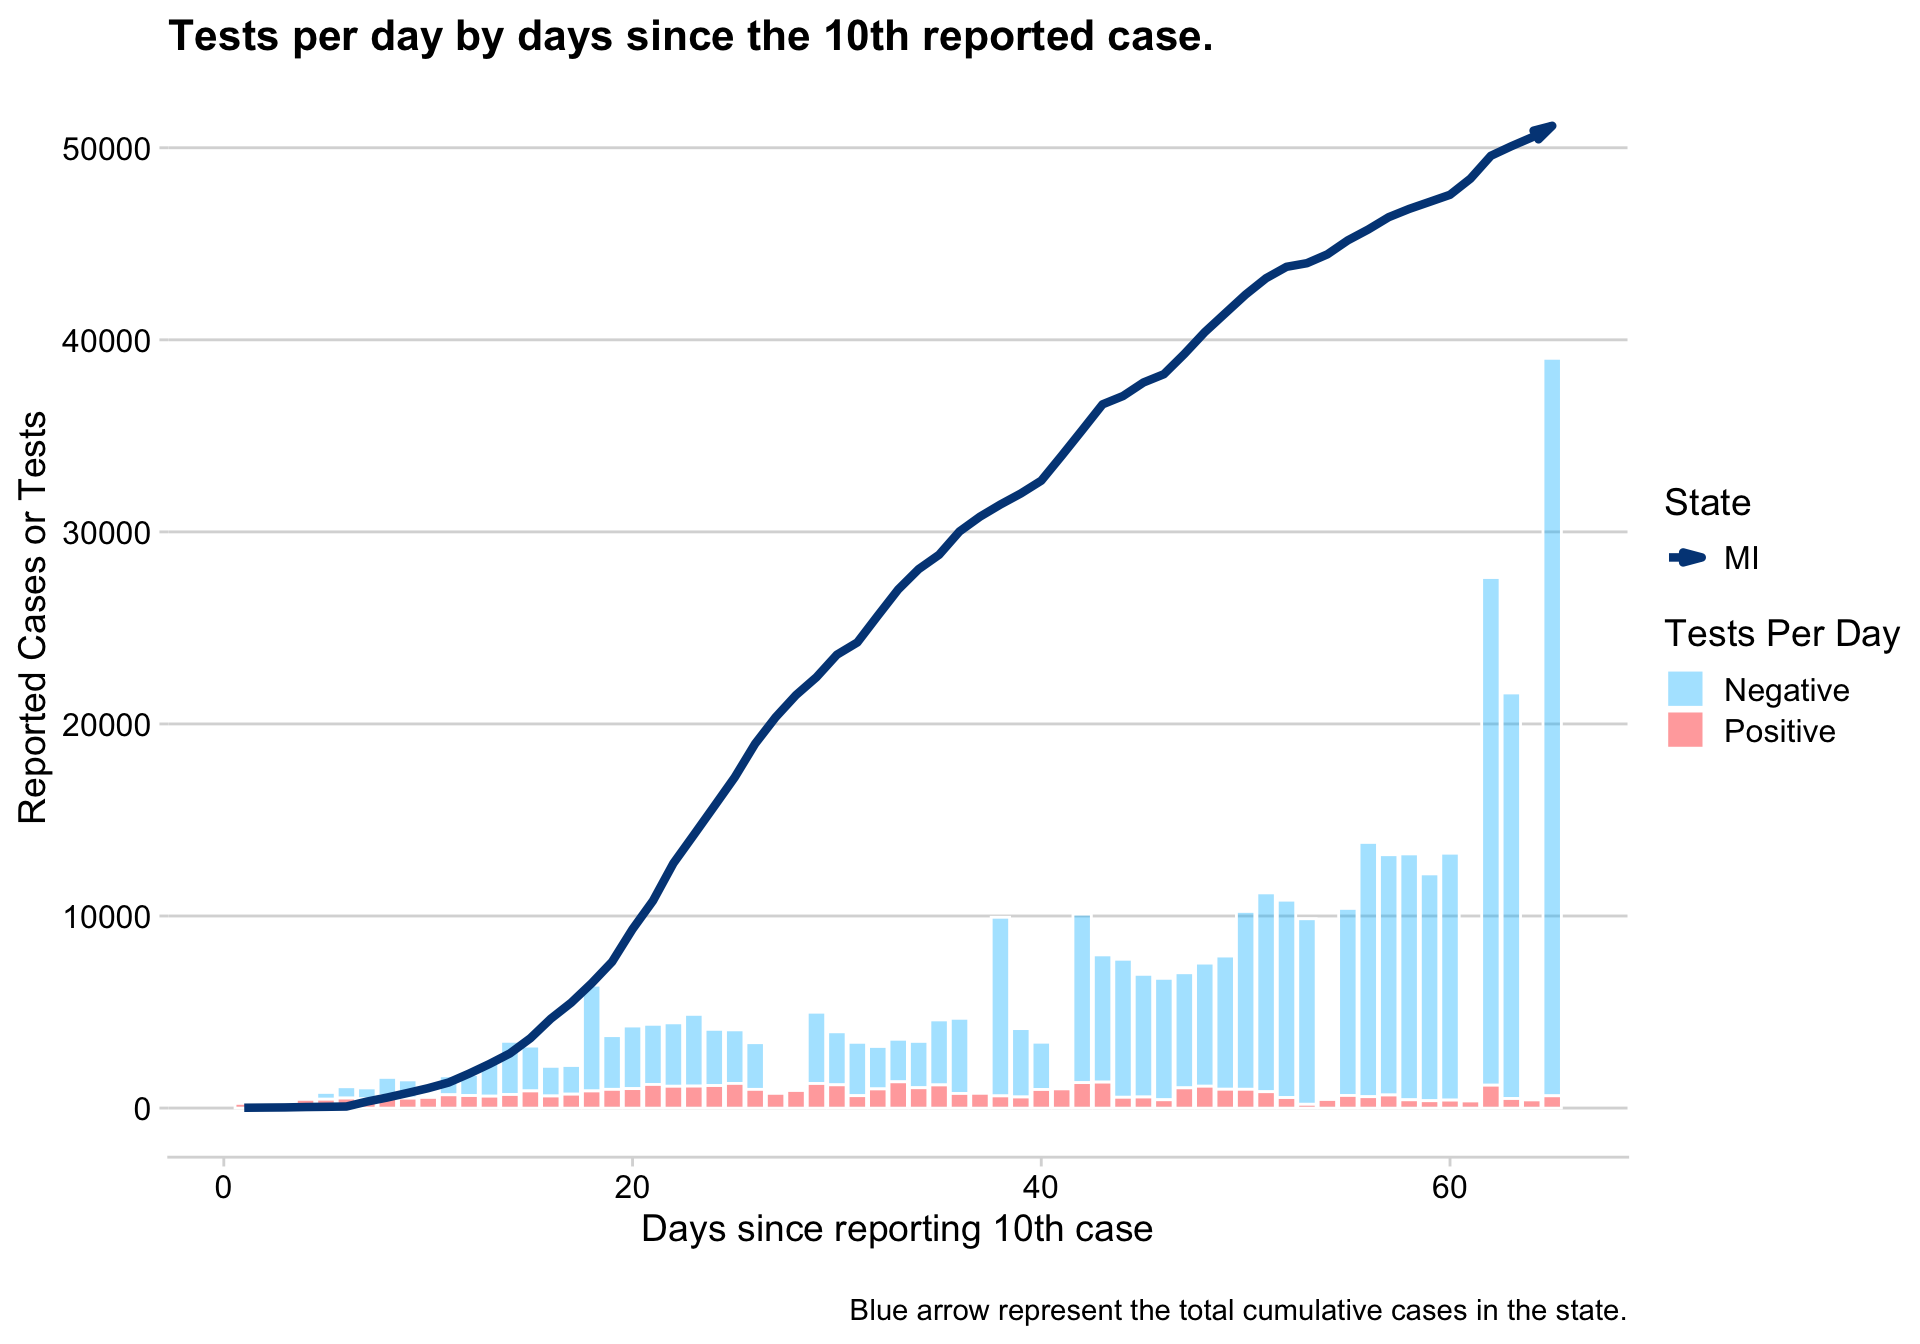 Tests per day by days since the 10th reported case.
50000
40000
30000
20000
10000
0
Reported Cases or Tests
0 20 40 60
Days since reporting 10th case
State
MI
Tests Per Day
Negative
Positive
Blue arrow represent the total cumulative cases in the state.